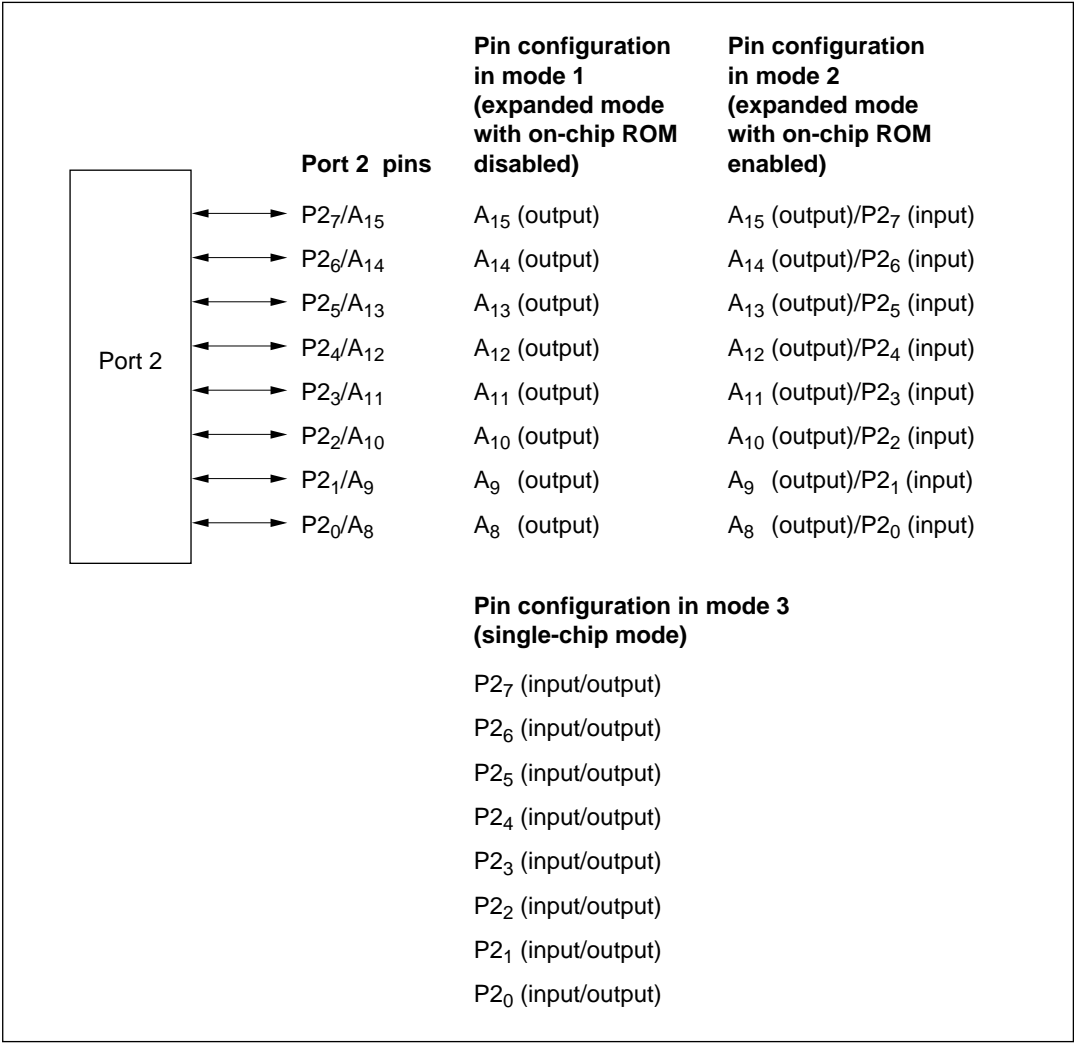 Pin configuration in mode 1 (expanded mode with on-chip ROM disabled)
Pin configuration in mode 2 (expanded mode with on-chip ROM enabled)
Port 2 pins
Port 2
P2₇/A₁₅ A₁₅ (output) A₁₅ (output)/P2₇ (input)
P2₆/A₁₄ A₁₄ (output) A₁₄ (output)/P2₆ (input)
P2₅/A₁₃ A₁₃ (output) A₁₃ (output)/P2₅ (input)
P2₄/A₁₂ A₁₂ (output) A₁₂ (output)/P2₄ (input)
P2₃/A₁₁ A₁₁ (output) A₁₁ (output)/P2₃ (input)
P2₂/A₁₀ A₁₀ (output) A₁₀ (output)/P2₂ (input)
P2₁/A₉ A₉ (output) A₉ (output)/P2₁ (input)
P2₀/A₈ A₈ (output) A₈ (output)/P2₀ (input)
Pin configuration in mode 3
(single-chip mode)
P2₇ (input/output)
P2₆ (input/output)
P2₅ (input/output)
P2₄ (input/output)
P2₃ (input/output)
P2₂ (input/output)
P2₁ (input/output)
P2₀ (input/output)